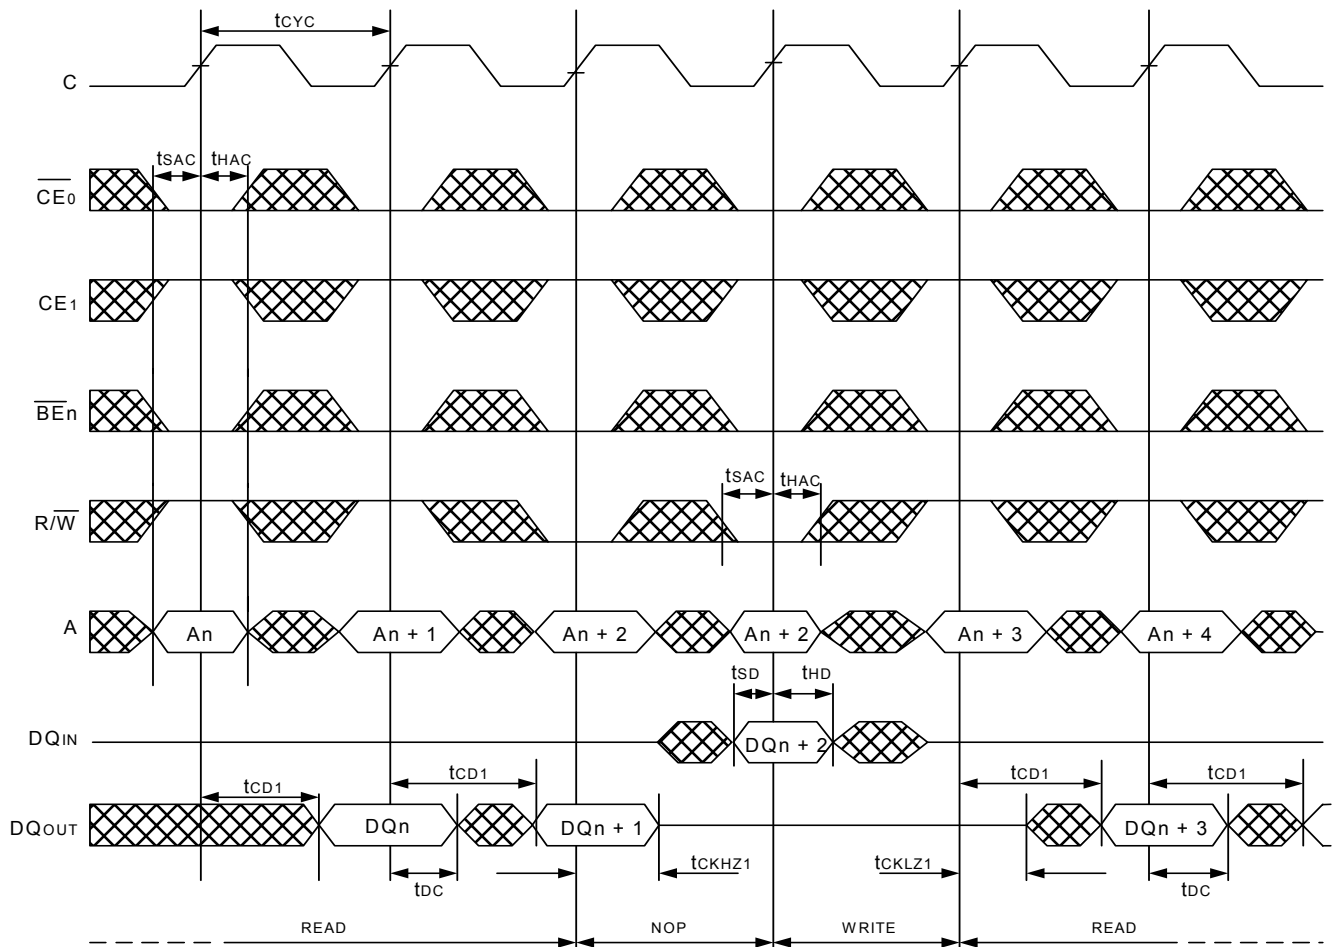 tCYC
C
tSAC tHAC
CE0
CE1
BEn
tSAC tHAC
R/W
A An An + 1 An + 2 An + 2 An + 3 An + 4
tSD tHD
DQIN DQn + 2
tCD1 tCD1 tCD1 tCD1
DQOUT DQn DQn + 1 DQn + 3
tDC tCKHZ1 tCKLZ1 tDC
READ NOP WRITE READ